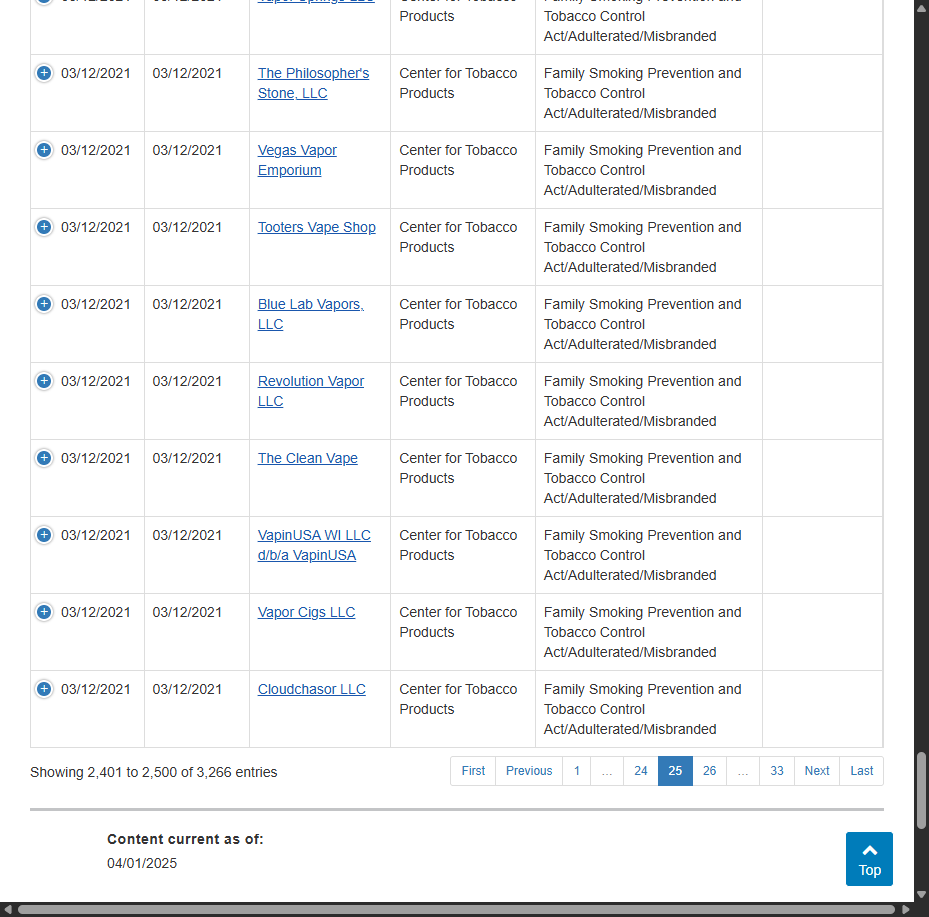 Products
Tobacco Control
Act/Adulterated/Misbranded
03/12/2021 03/12/2021 The Philosopher's Center for Tobacco Family Smoking Prevention and
Stone, LLC Products Tobacco Control
Act/Adulterated/Misbranded
03/12/2021 03/12/2021 Vegas Vapor Center for Tobacco Family Smoking Prevention and
Emporium Products Tobacco Control
Act/Adulterated/Misbranded
03/12/2021 03/12/2021 Tooters Vape Shop Center for Tobacco Family Smoking Prevention and
Products Tobacco Control
Act/Adulterated/Misbranded
03/12/2021 03/12/2021 Blue Lab Vapors, Center for Tobacco Family Smoking Prevention and
LLC Products Tobacco Control
Act/Adulterated/Misbranded
03/12/2021 03/12/2021 Revolution Vapor Center for Tobacco Family Smoking Prevention and
LLC Products Tobacco Control
Act/Adulterated/Misbranded
03/12/2021 03/12/2021 The Clean Vape Center for Tobacco Family Smoking Prevention and
Products Tobacco Control
Act/Adulterated/Misbranded
03/12/2021 03/12/2021 VapinUSA WI LLC Center for Tobacco Family Smoking Prevention and
d/b/a VapinUSA Products Tobacco Control
Act/Adulterated/Misbranded
03/12/2021 03/12/2021 Vapor Cigs LLC Center for Tobacco Family Smoking Prevention and
Products Tobacco Control
Act/Adulterated/Misbranded
03/12/2021 03/12/2021 Cloudchasor LLC Center for Tobacco Family Smoking Prevention and
Products Tobacco Control
Act/Adulterated/Misbranded
Showing 2,401 to 2,500 of 3,266 entries First Previous 1 … 24 25 26 … 33 Next Last
Content current as of:
04/01/2025
Top